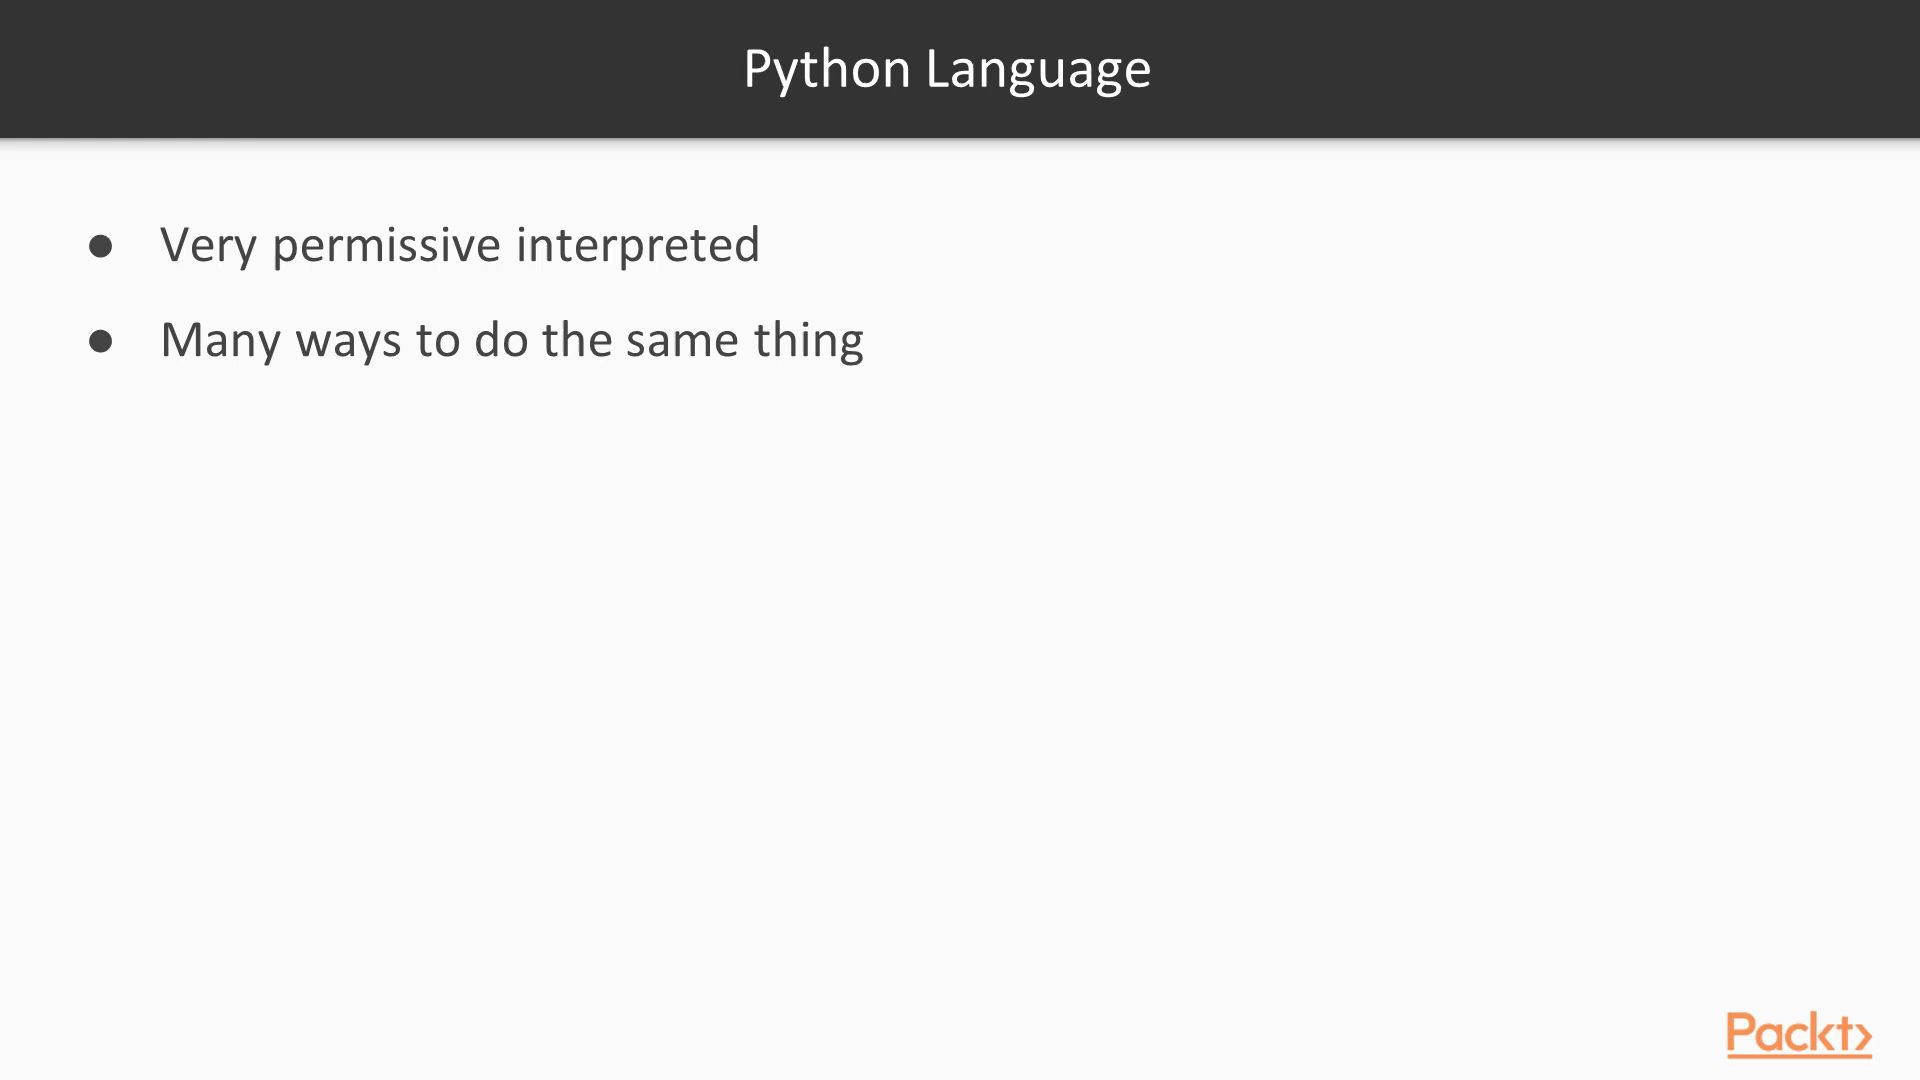 Python Language
● Very permissive interpreted
● Many ways to do the same thing
Packt>